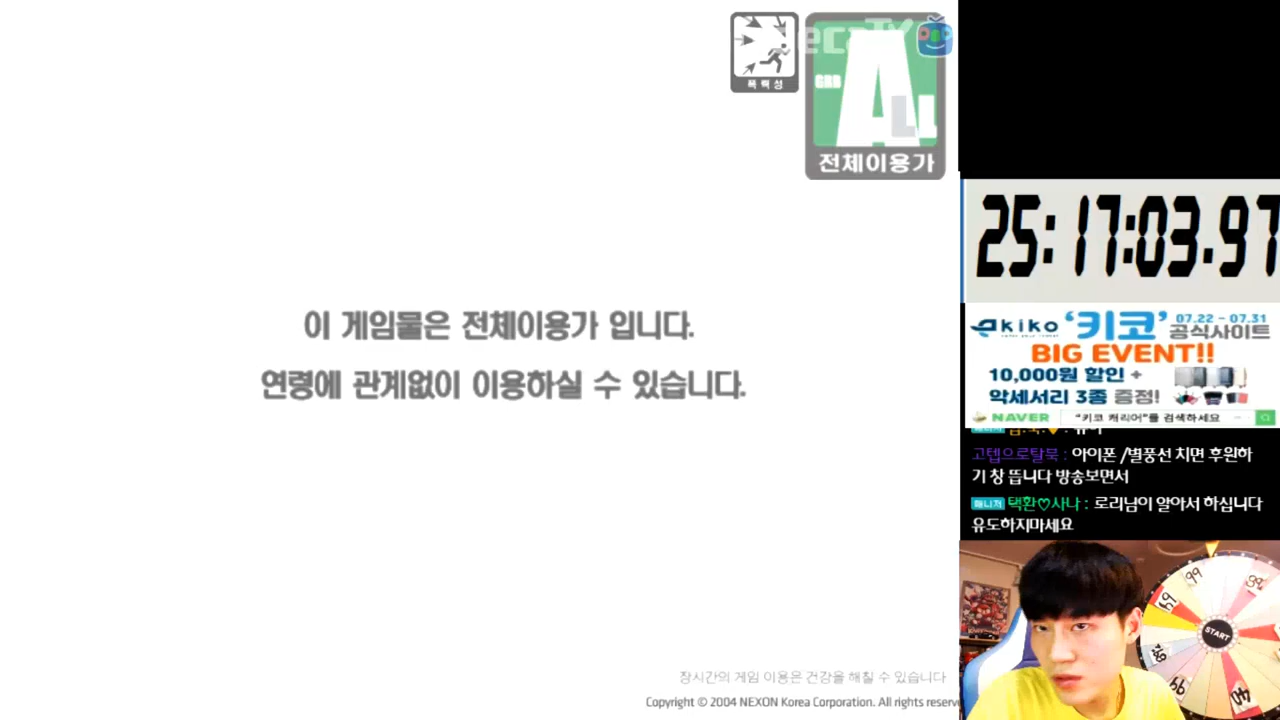 폭력성
GRB
ALL
전체이용가
이 게임물은 전체이용가 입니다.
연령에 관계없이 이용하실 수 있습니다.
장시간의 게임 이용은 건강을 해칠 수 있습니다
Copyright © 2004 NEXON Korea Corporation. All rights reserve
25:17:03.97
kiko '키코' 07.22 - 07.31
공식사이트
BIG EVENT!!
10,000원 할인 +
악세서리 3종 증정!
NAVER "키코 캐리어"를 검색하세요
고텝으로탈북 : 아이폰 /별풍선 치면 후원하
기 창 뜹니다 방송보면서
매니저 택환♡사나 : 로리님이 알아서 하십니다
유도하지마세요
99
START
66
40